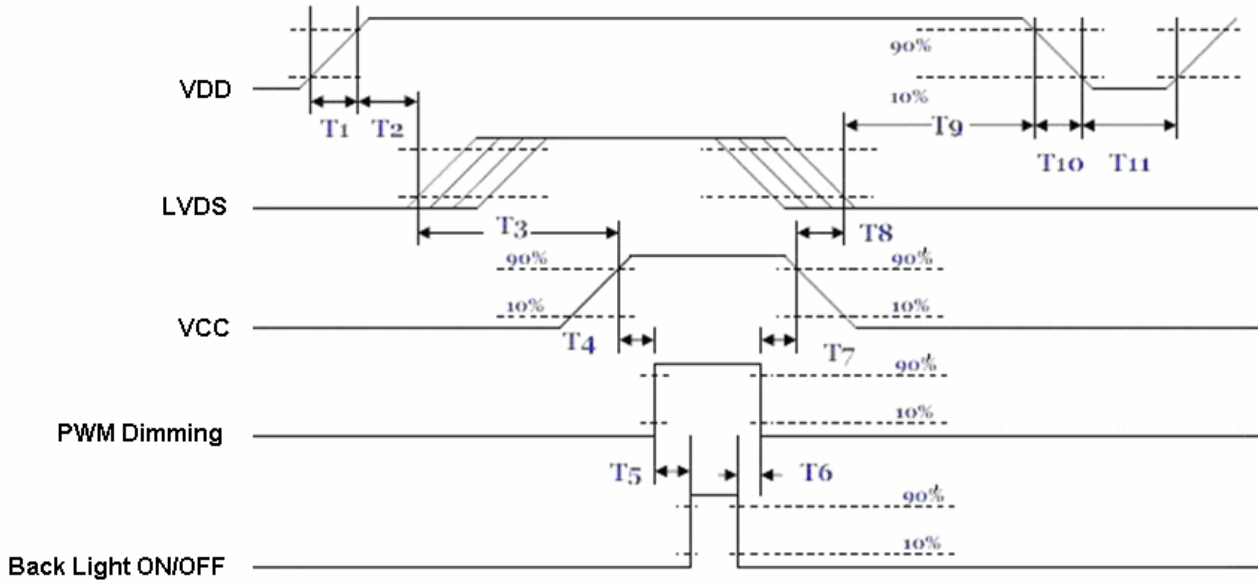 90%
VDD
10%
T1
T2
T9
T10
T11
LVDS
T3
T8
90%
90%
10%
10%
VCC
T4
T7
90%
PWM Dimming
10%
T5
T6
90%
10%
Back Light ON/OFF